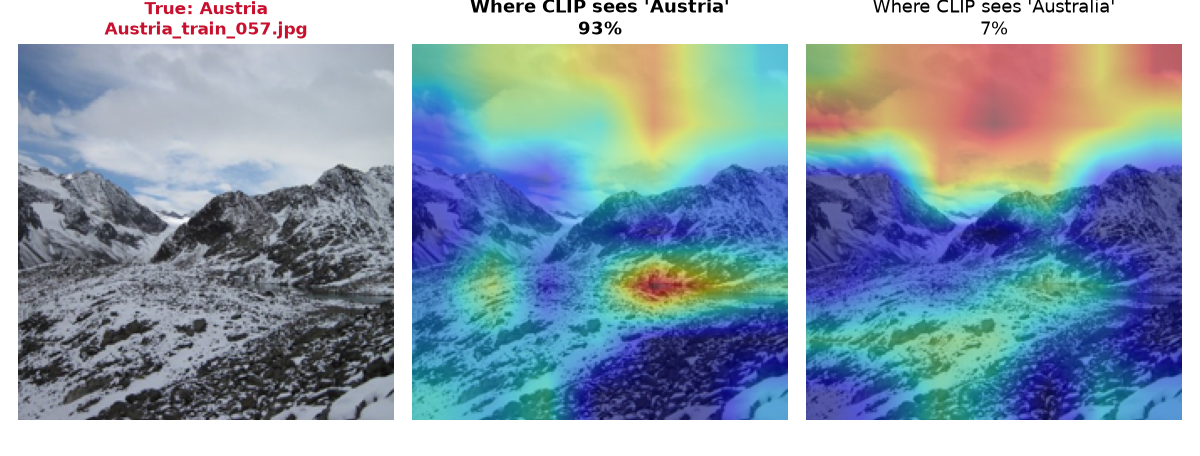 True: Austria
Austria_train_057.jpg
Where CLIP sees 'Austria'
93%
Where CLIP sees 'Australia'
7%